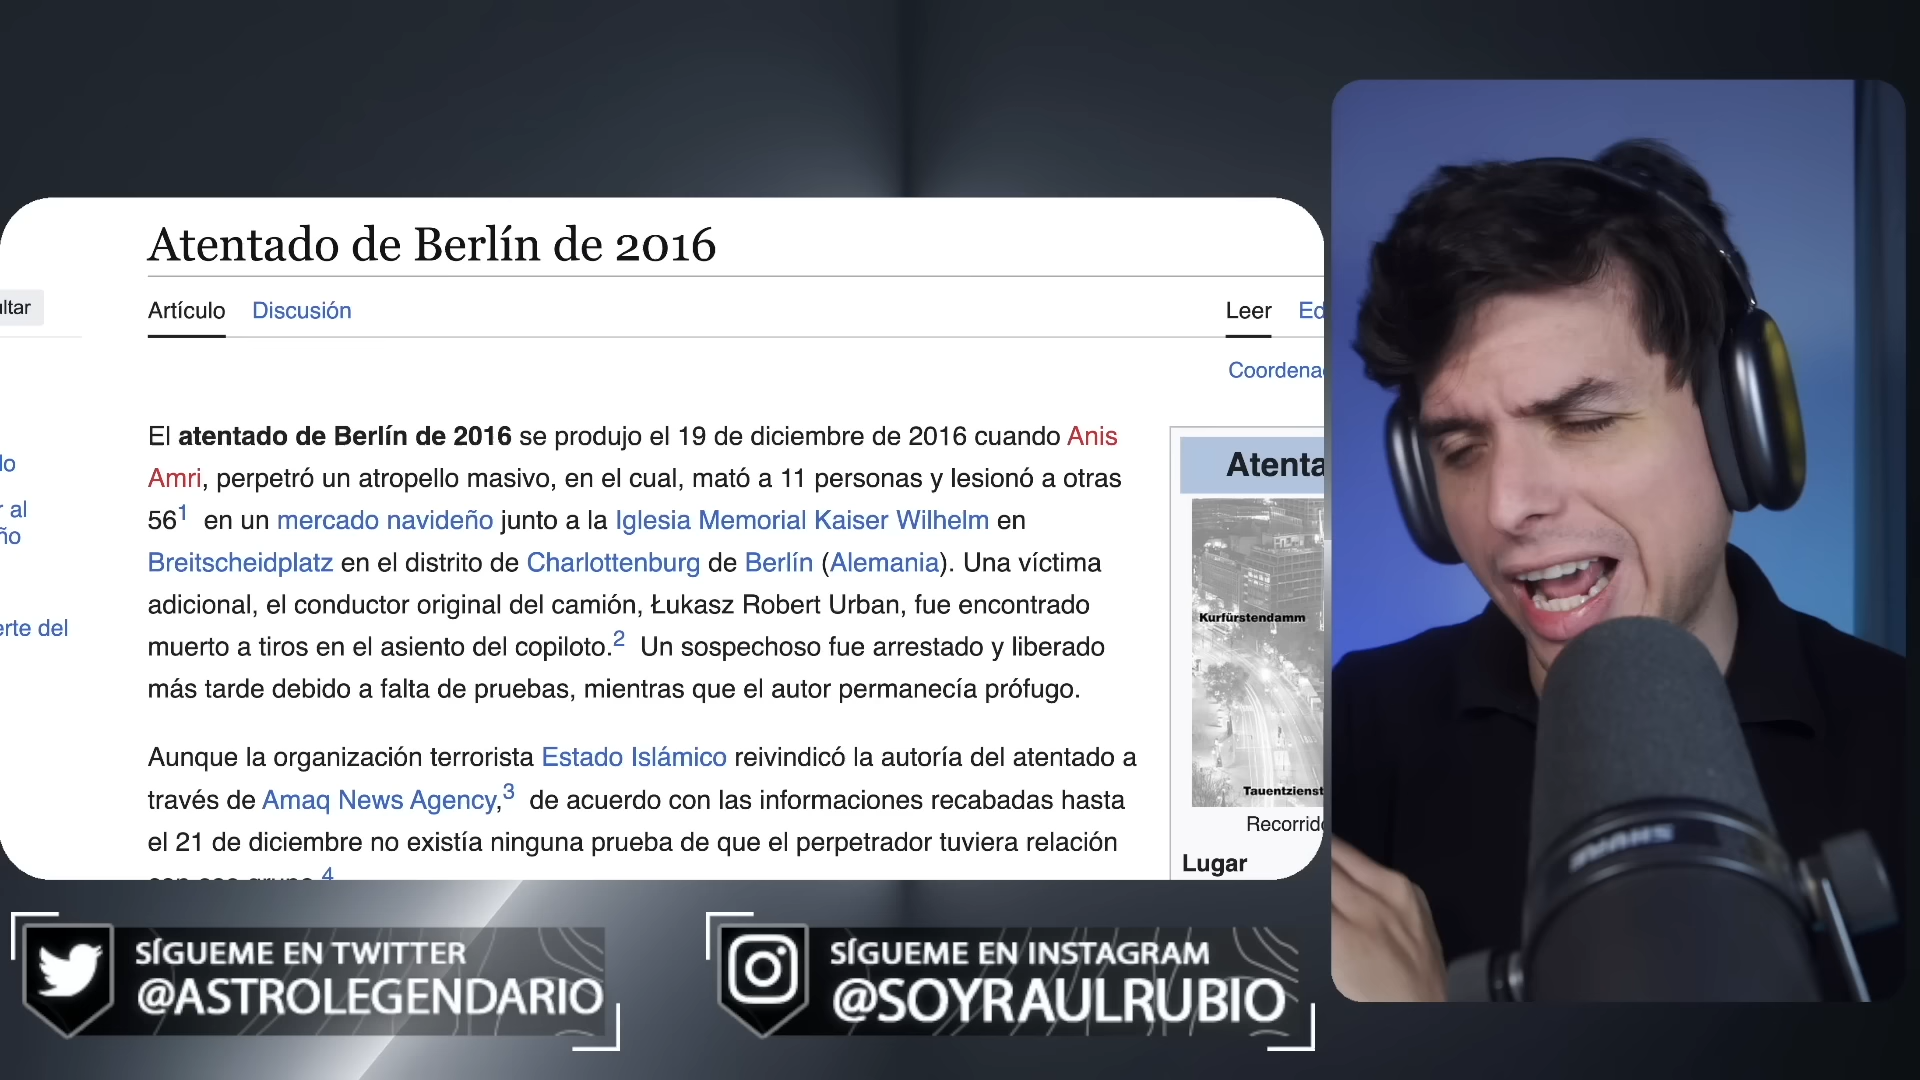 Atentado de Berlín de 2016
ultar
Artículo Discusión Leer Ed
Coordena
El atentado de Berlín de 2016 se produjo el 19 de diciembre de 2016 cuando Anis
Amri, perpetró un atropello masivo, en el cual, mató a 11 personas y lesionó a otras
56¹ en un mercado navideño junto a la Iglesia Memorial Kaiser Wilhelm en
Breitscheidplatz en el distrito de Charlottenburg de Berlín (Alemania). Una víctima
adicional, el conductor original del camión, Łukasz Robert Urban, fue encontrado
muerto a tiros en el asiento del copiloto.² Un sospechoso fue arrestado y liberado
más tarde debido a falta de pruebas, mientras que el autor permanecía prófugo.
Aunque la organización terrorista Estado Islámico reivindicó la autoría del atentado a
través de Amaq News Agency,³ de acuerdo con las informaciones recabadas hasta
el 21 de diciembre no existía ninguna prueba de que el perpetrador tuviera relación
lo
r al
ño
erte del
Atenta
Kurfürstendamm
Tauentzienst
Recorrido
Lugar
SÍGUEME EN TWITTER
@ASTROLEGENDARIO
SÍGUEME EN INSTAGRAM
@SOYRAULRUBIO
SHURE